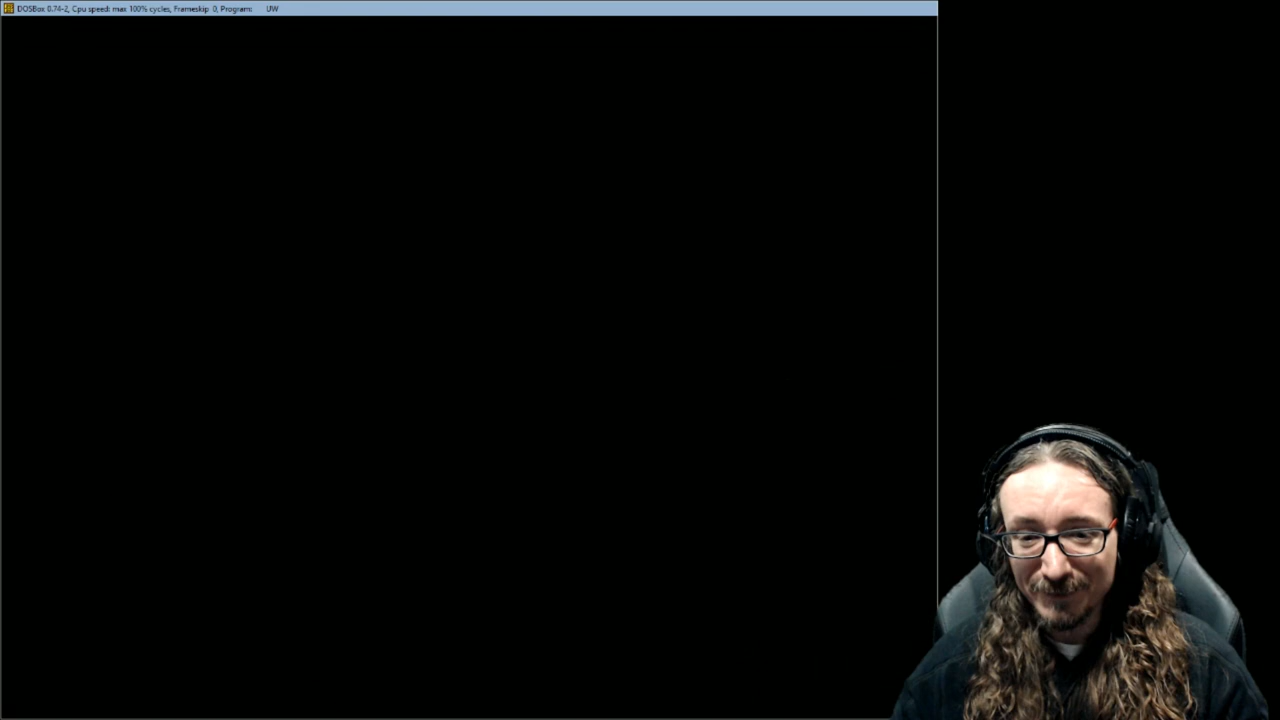 DOSBox 0.74-2, Cpu speed: max 100% cycles, Frameskip 0, Program: UW